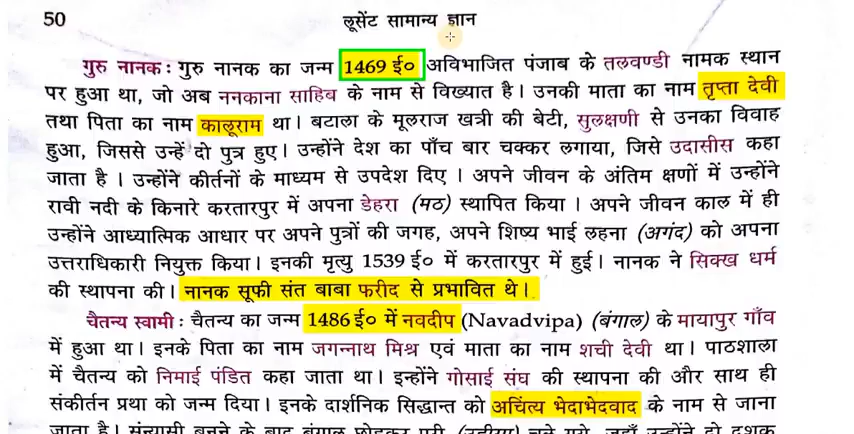 50 लूसेंट सामान्य ज्ञान
गुरु नानक: गुरु नानक का जन्म 1469 ई० अविभाजित पंजाब के तलवण्डी नामक स्थान
पर हुआ था, जो अब ननकाना साहिब के नाम से विख्यात है। उनकी माता का नाम तृप्ता देवी
तथा पिता का नाम कालूराम था। बटाला के मूलराज खत्री की बेटी, सुलक्षणी से उनका विवाह
हुआ, जिससे उन्हें दो पुत्र हुए। उन्होंने देश का पाँच बार चक्कर लगाया, जिसे उदासीस कहा
जाता है। उन्होंने कीर्तनों के माध्यम से उपदेश दिए। अपने जीवन के अंतिम क्षणों में उन्होंने
रावी नदी के किनारे करतारपुर में अपना डेहरा (मठ) स्थापित किया। अपने जीवन काल में ही
उन्होंने आध्यात्मिक आधार पर अपने पुत्रों की जगह, अपने शिष्य भाई लहना (अगंद) को अपना
उत्तराधिकारी नियुक्त किया। इनकी मृत्यु 1539 ई० में करतारपुर में हुई। नानक ने सिक्ख धर्म
की स्थापना की। नानक सूफी संत बाबा फरीद से प्रभावित थे।
चैतन्य स्वामी: चैतन्य का जन्म 1486 ई० में नवदीप (Navadvipa) (बंगाल) के मायापुर गाँव
में हुआ था। इनके पिता का नाम जगन्नाथ मिश्र एवं माता का नाम शची देवी था। पाठशाला
में चैतन्य को निमाई पंडित कहा जाता था। इन्होंने गोसाई संघ की स्थापना की और साथ ही
संकीर्तन प्रथा को जन्म दिया। इनके दार्शनिक सिद्धान्त को अचिंत्य भेदाभेदवाद के नाम से जाना
जाता है। संन्यासी बनने के बाद बंगाल छोड़कर पुरी